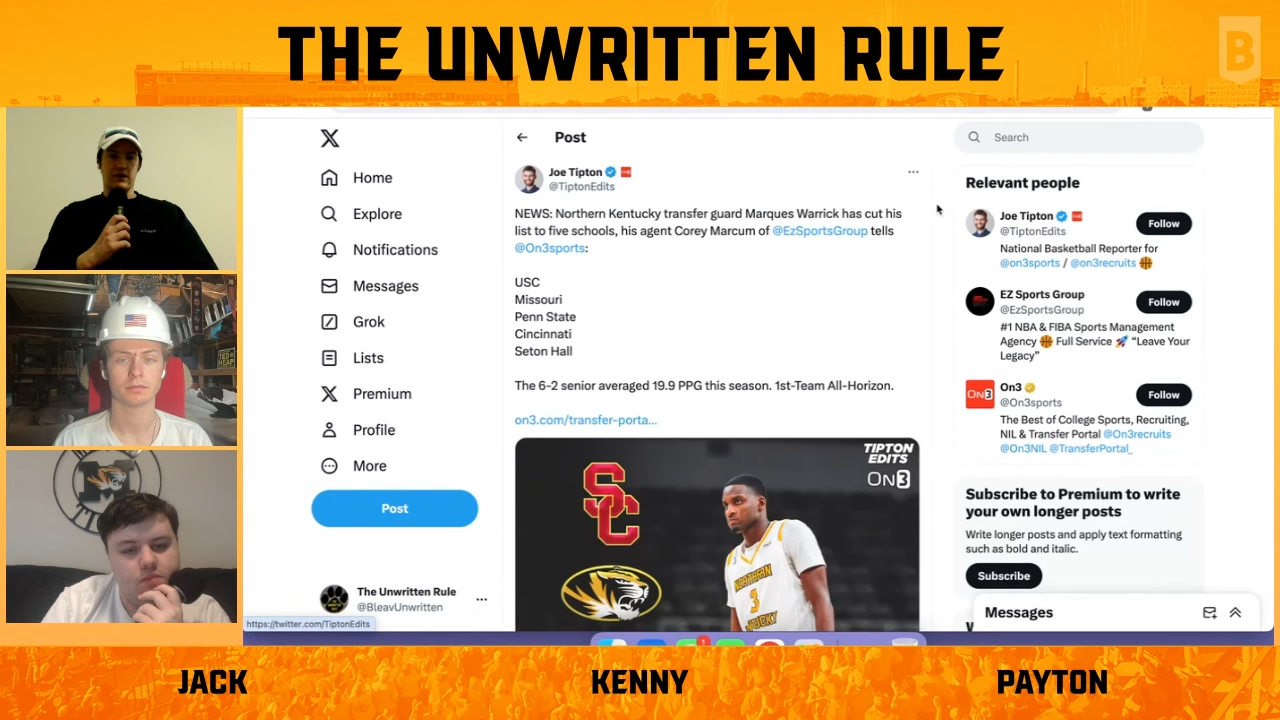 THE UNWRITTEN RULE
B
TED
HEAP
M
X
Home
Explore
Notifications
Messages
Grok
Lists
Premium
Profile
More
Post
The Unwritten Rule
@BleavUnwritten
https://twitter.com/TiptonEdits
Post
Joe Tipton
@TiptonEdits
NEWS: Northern Kentucky transfer guard Marques Warrick has cut his
list to five schools, his agent Corey Marcum of @EzSportsGroup tells
@On3sports:
USC
Missouri
Penn State
Cincinnati
Seton Hall
The 6-2 senior averaged 19.9 PPG this season. 1st-Team All-Horizon.
on3.com/transfer-porta...
TIPTON
EDITS
ON3
SC
NORTHERN
3
Search
Relevant people
Joe Tipton
@TiptonEdits
Follow
National Basketball Reporter for
@on3sports / @on3recruits
EZ Sports Group
@EzSportsGroup
Follow
#1 NBA & FIBA Sports Management
Agency Full Service "Leave Your
Legacy"
ON3
On3
@On3sports
Follow
The Best of College Sports, Recruiting,
NIL & Transfer Portal @On3recruits
@On3NIL @TransferPortal_
Subscribe to Premium to write
your own longer posts
Write longer posts and apply text formatting
such as bold and italic.
Subscribe
Messages
1
JACK
KENNY
PAYTON